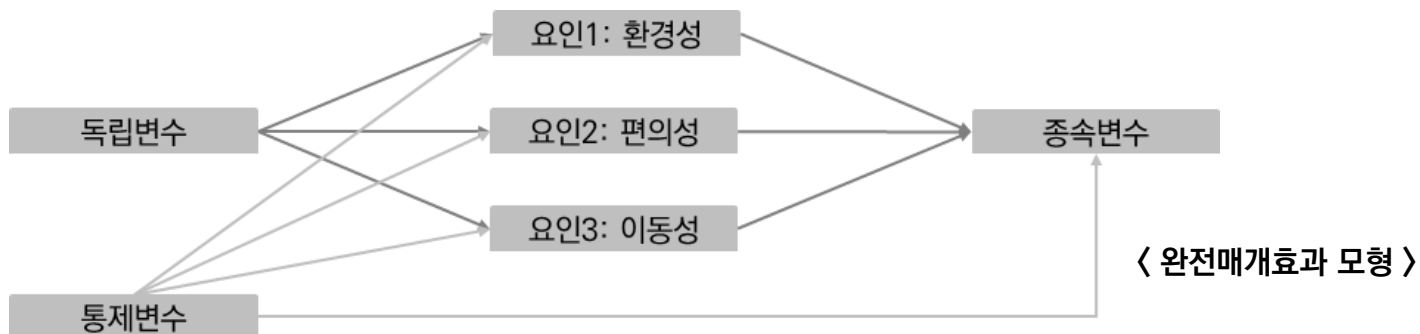 요인1: 환경성
독립변수
요인2: 편의성
종속변수
요인3: 이동성
< 완전매개효과 모형 >
통제변수